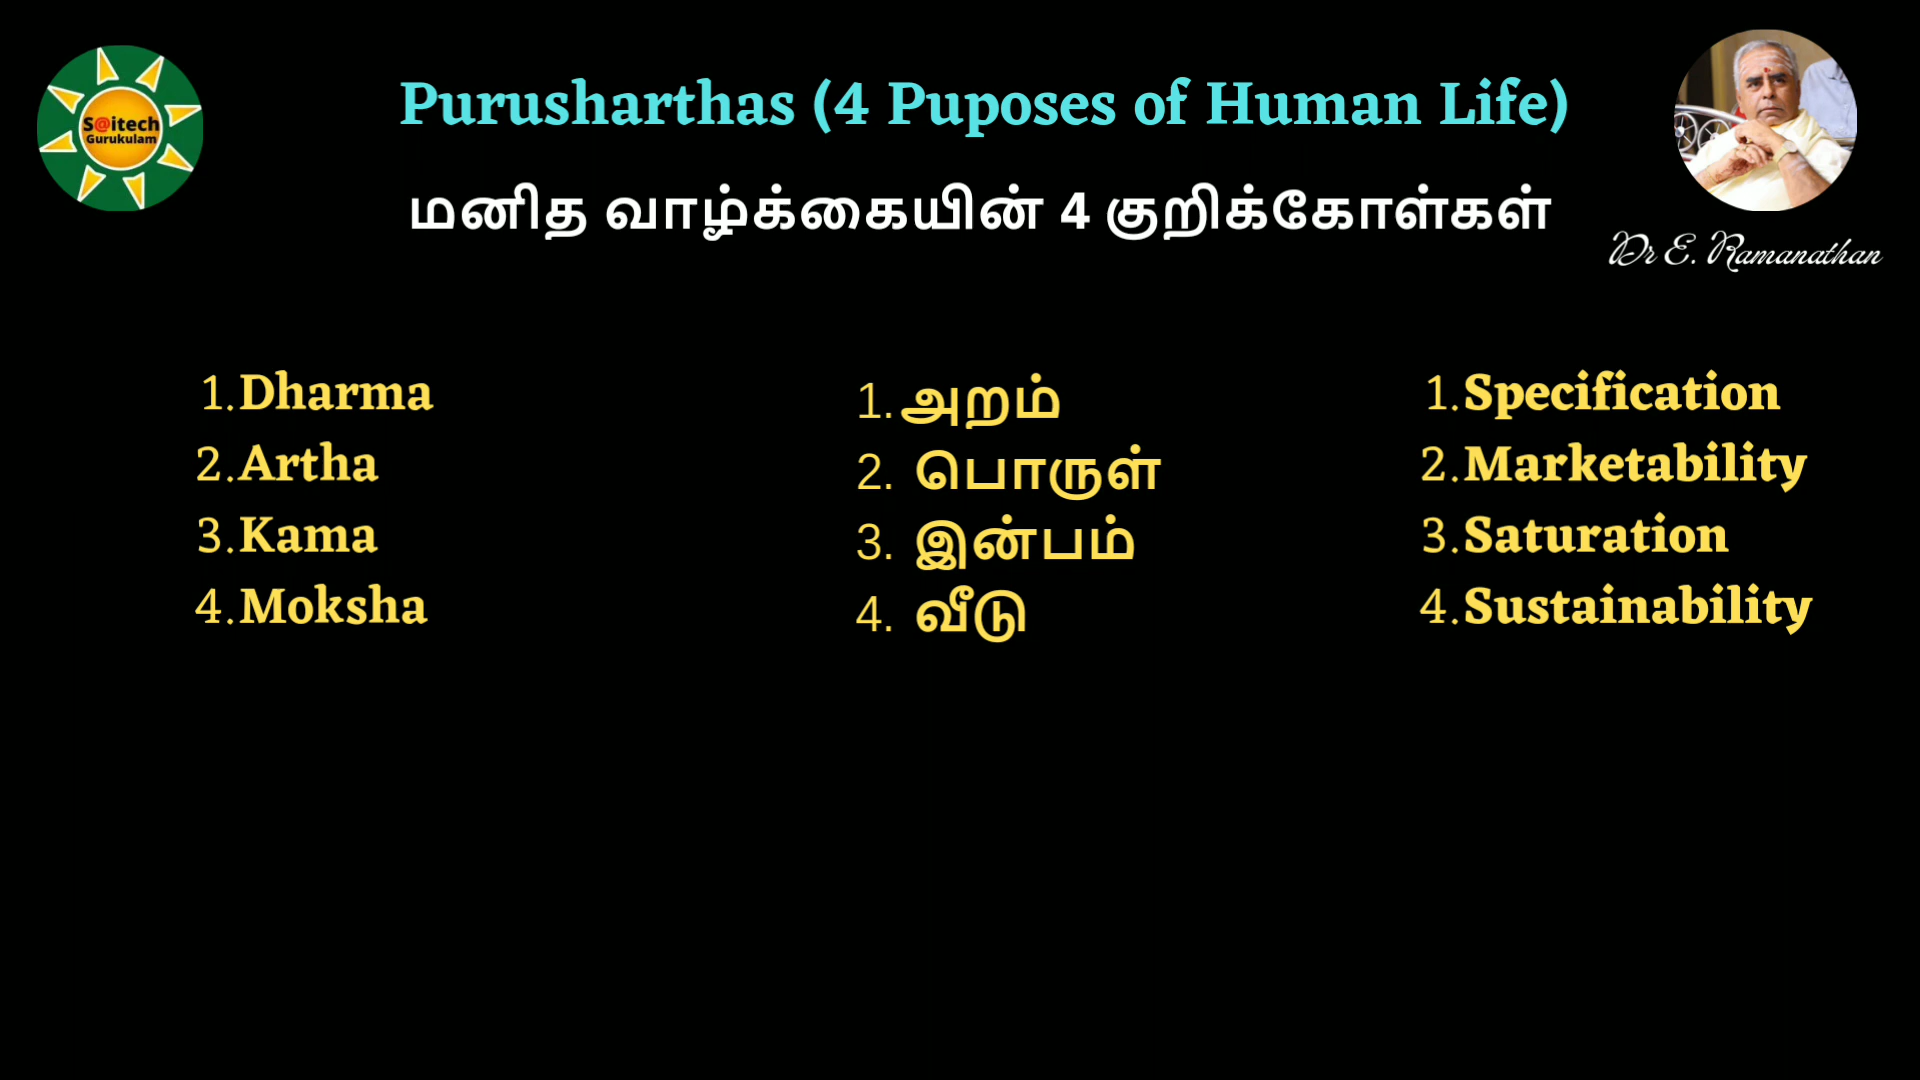 S@itech
Gurukulam
Purusharthas (4 Puposes of Human Life)
மனித வாழ்க்கையின் 4 குறிக்கோள்கள்
Dr E. Ramanathan
1.Dharma
2.Artha
3.Kama
4.Moksha
1.அறம்
2. பொருள்
3. இன்பம்
4. வீடு
1.Specification
2.Marketability
3.Saturation
4.Sustainability